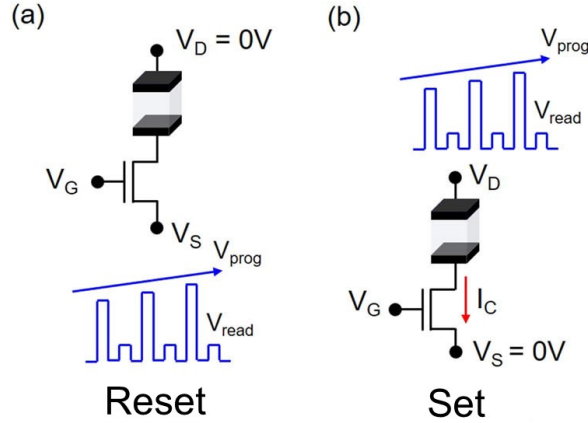 (a)
V_D = 0V
V_G
V_S
V_prog
V_read
Reset
(b)
V_prog
V_read
V_D
V_G
I_C
V_S = 0V
Set